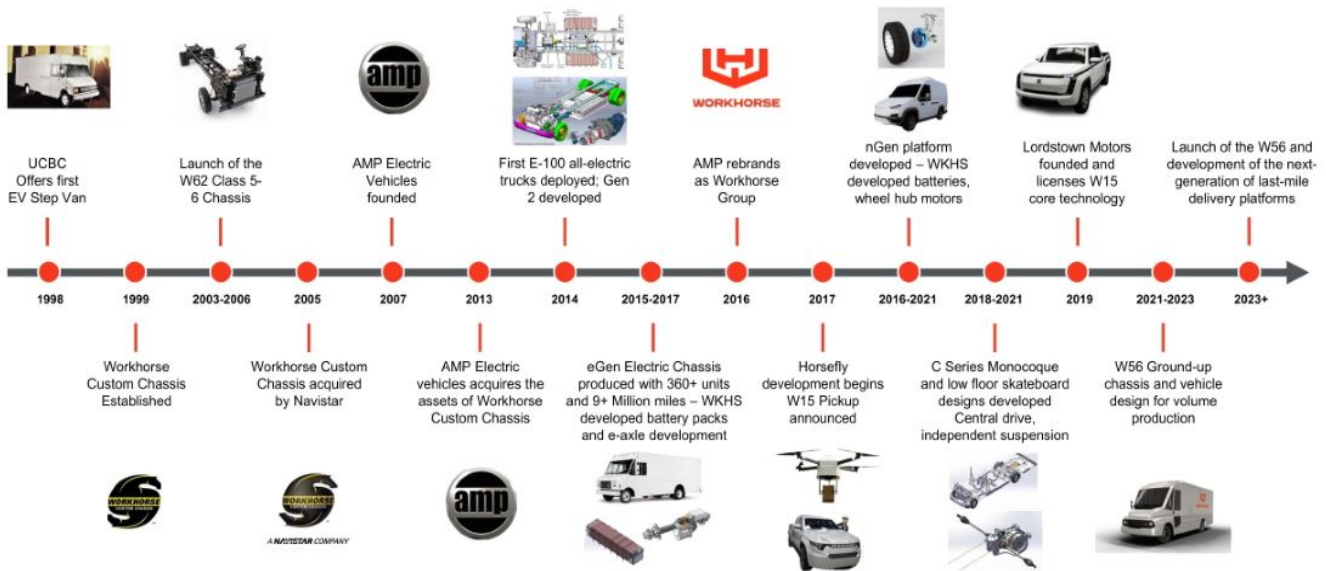 amp
WORKHORSE
UCBC
Offers first
EV Step Van
Launch of the
W62 Class 5-
6 Chassis
AMP Electric
Vehicles
founded
First E-100 all-electric
trucks deployed; Gen
2 developed
AMP rebrands
as Workhorse
Group
nGen platform
developed – WKHS
developed batteries,
wheel hub motors
Lordstown Motors
founded and
licenses W15
core technology
Launch of the W56 and
development of the next-
generation of last-mile
delivery platforms
1998
1999
2003-2006
2005
2007
2013
2014
2015-2017
2016
2017
2016-2021
2018-2021
2019
2021-2023
2023+
Workhorse
Custom Chassis
Established
Workhorse Custom
Chassis acquired
by Navistar
AMP Electric
vehicles acquires the
assets of Workhorse
Custom Chassis
eGen Electric Chassis
produced with 360+ units
and 9+ Million miles – WKHS
developed battery packs
and e-axle development
Horsefly
development begins
W15 Pickup
announced
C Series Monocoque
and low floor skateboard
designs developed
Central drive,
independent suspension
W56 Ground-up
chassis and vehicle
design for volume
production
WORKHORSE
CUSTOM CHASSIS
WORKHORSE
CUSTOM CHASSIS
A NAVISTAR COMPANY
amp